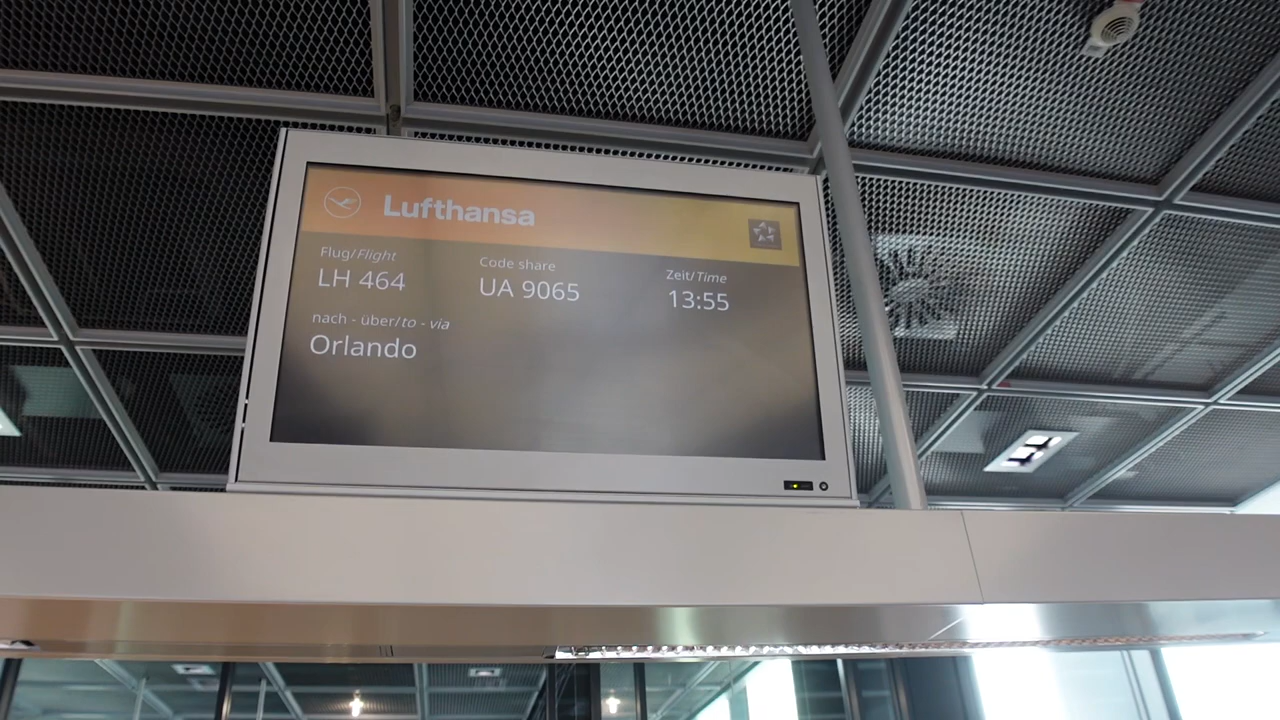 Lufthansa
Flug/Flight Code share Zeit/Time
LH 464 UA 9065 13:55
nach - über/to - via
Orlando